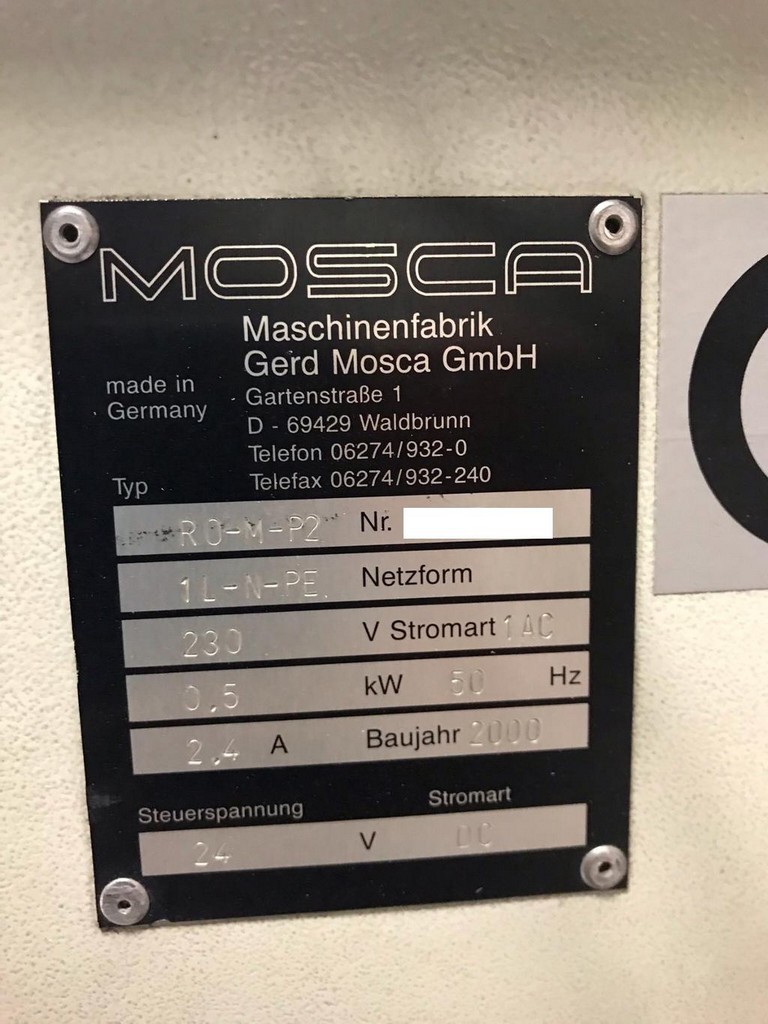 MOSCA
Maschinenfabrik
Gerd Mosca GmbH
made in
Germany
Gartenstraße 1
D - 69429 Waldbrunn
Telefon 06274/932-0
Telefax 06274/932-240
Typ
RO-M-P2 Nr.
1L-N-PE Netzform
230 V Stromart 1AC
0,5 kW 50 Hz
2,4 A Baujahr 2000
Steuerspannung Stromart
24 V DC